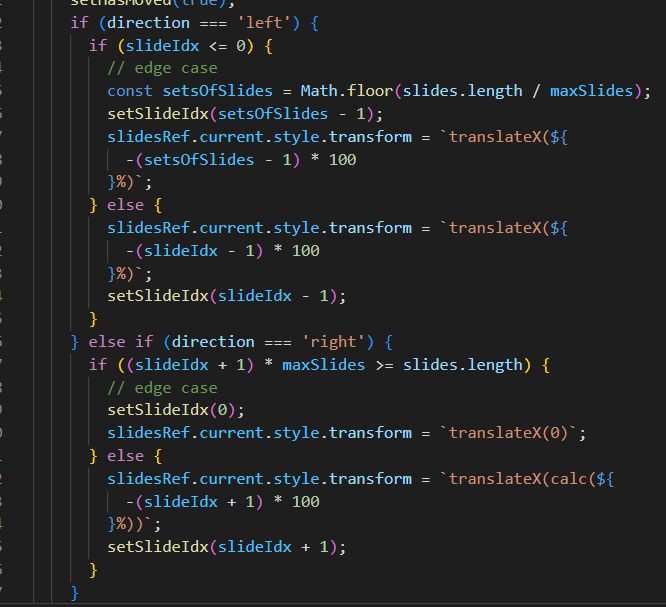 setHasMoved(true);
if (direction === 'left') {
if (slideIdx <= 0) {
// edge case
const setsOfSlides = Math.floor(slides.length / maxSlides);
setSlideIdx(setsOfSlides - 1);
slidesRef.current.style.transform = `translateX(${
-(setsOfSlides - 1) * 100
}%)`;
} else {
slidesRef.current.style.transform = `translateX(${
-(slideIdx - 1) * 100
}%)`;
setSlideIdx(slideIdx - 1);
}
} else if (direction === 'right') {
if ((slideIdx + 1) * maxSlides >= slides.length) {
// edge case
setSlideIdx(0);
slidesRef.current.style.transform = `translateX(0)`;
} else {
slidesRef.current.style.transform = `translateX(calc(${
-(slideIdx + 1) * 100
}%))`;
setSlideIdx(slideIdx + 1);
}
}